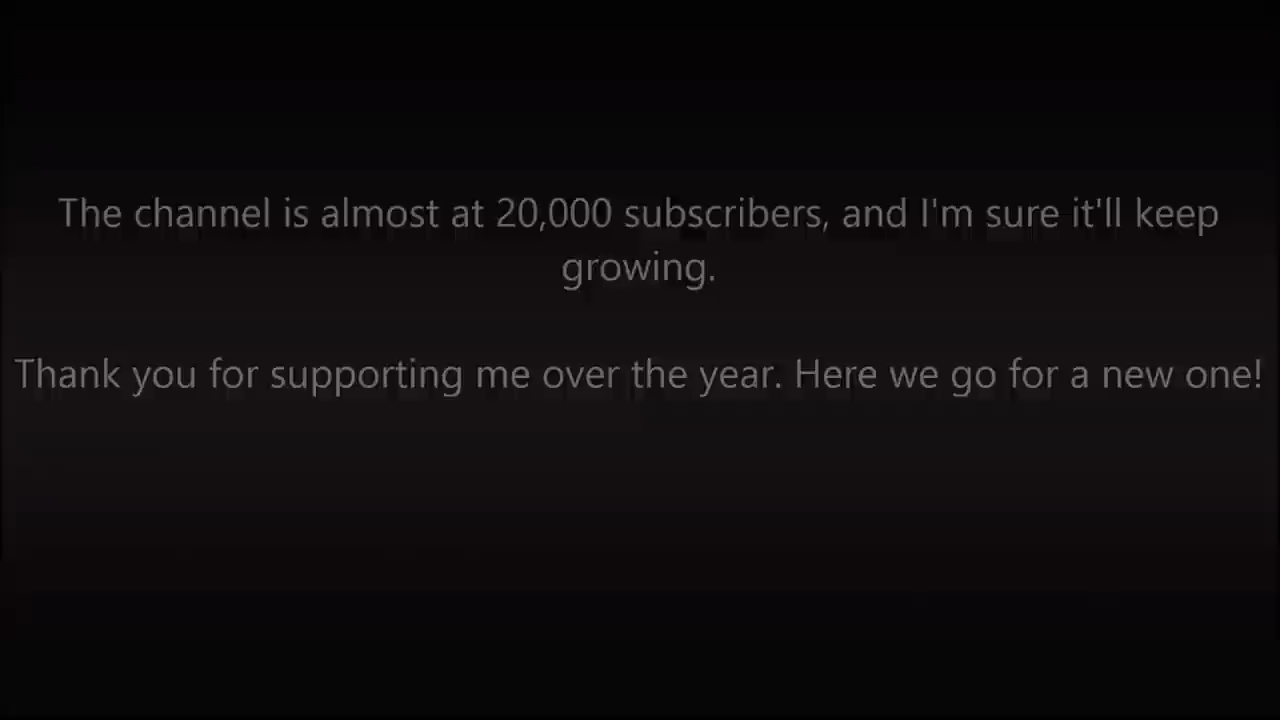 The channel is almost at 20,000 subscribers, and I'm sure it'll keep
growing.
Thank you for supporting me over the year. Here we go for a new one!